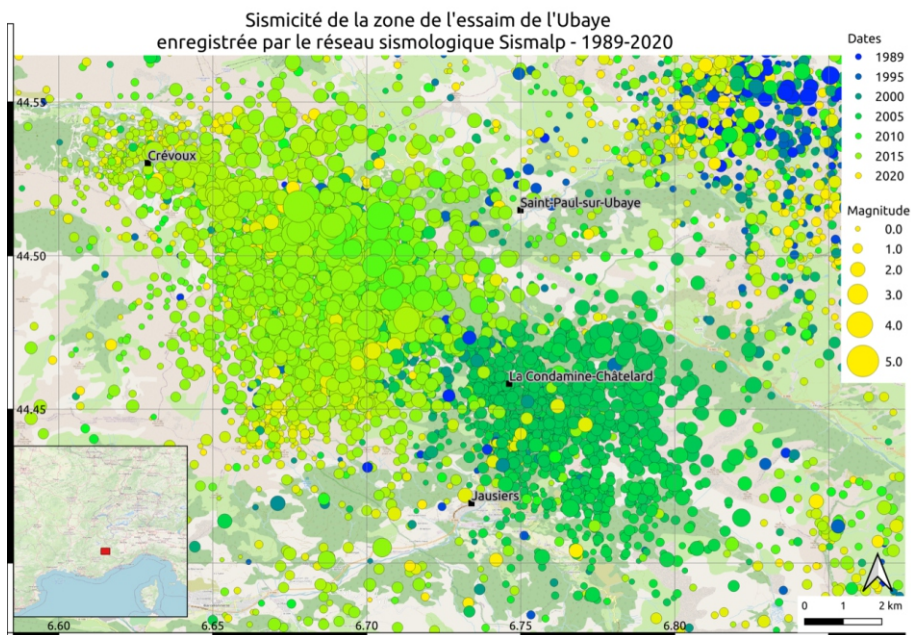 Sismicité de la zone de l'essaim de l'Ubaye
enregistrée par le réseau sismologique Sismalp - 1989-2020
Dates
1989
1995
2000
2005
2010
2015
2020
Magnitude
0.0
1.0
2.0
3.0
4.0
5.0
44.55
44.50
44.45
Crévoux
Saint-Paul-sur-Ubaye
La Condamine-Châtelard
Jausiers
0 1 2 km
6.60
6.65
6.70
6.75
6.80